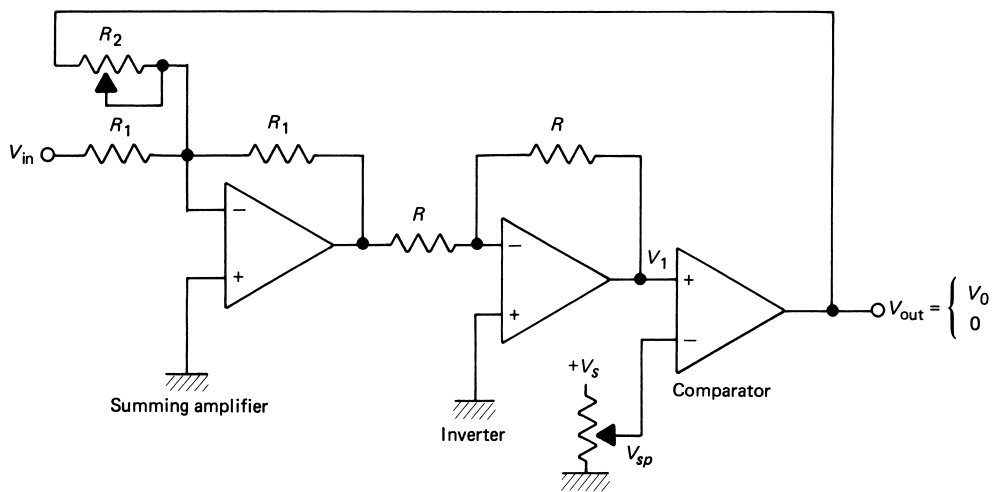 R2
R1
R1
R
Vin
−
+
Summing amplifier
R
−
+
Inverter
V1
+
−
Comparator
Vout = { V0
0
+Vs
Vsp